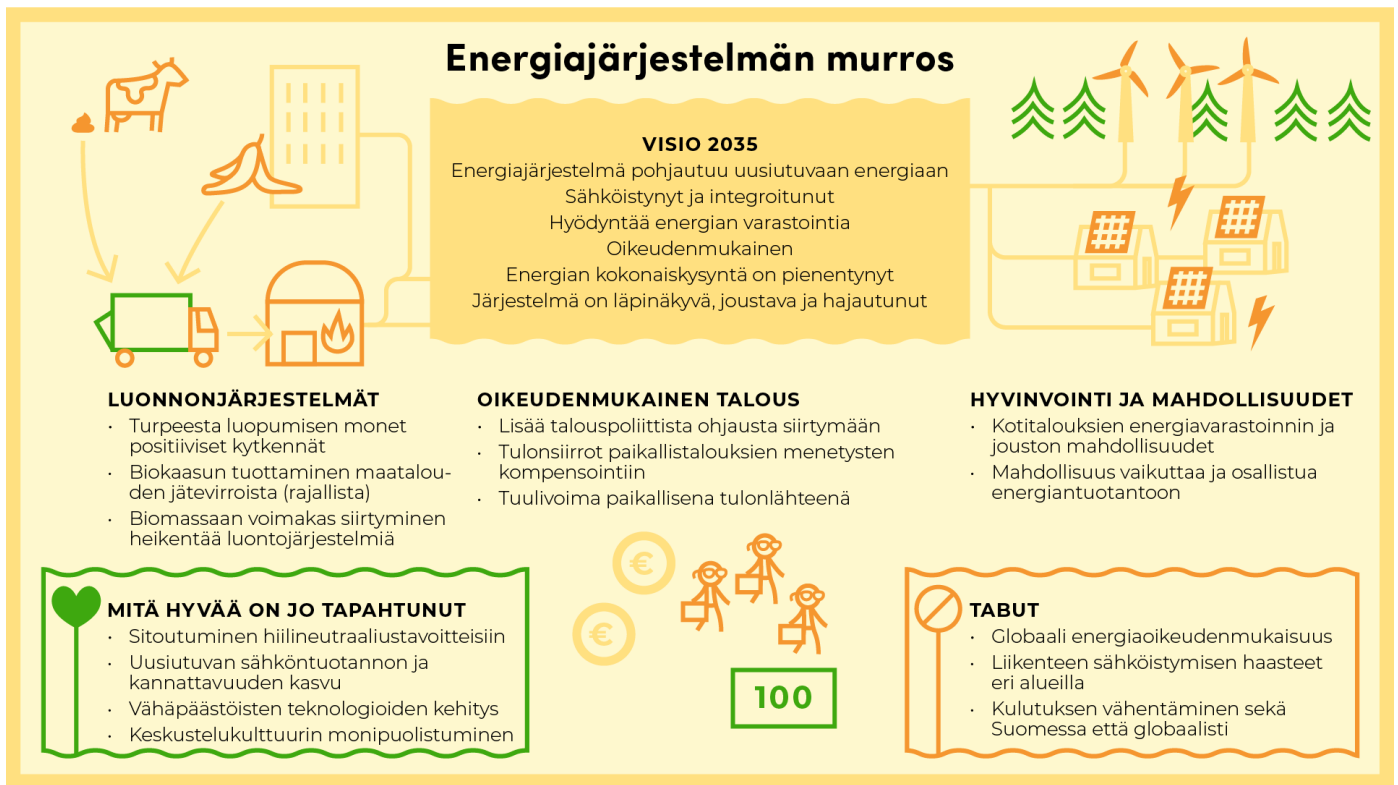 Energiajärjestelmän murros
VISIO 2035
Energiajärjestelmä pohjautuu uusiutuvaan energiaan
Sähköistynyt ja integroitunut
Hyödyntää energian varastointia
Oikeudenmukainen
Energian kokonaiskysyntä on pienentynyt
Järjestelmä on läpinäkyvä, joustava ja hajautunut
LUONNONJÄRJESTELMÄT
• Turpeesta luopumisen monet
positiiviset kytkennät
• Biokaasun tuottaminen maatalou-
den jätevirroista (rajallista)
• Biomassaan voimakas siirtyminen
heikentää luontojärjestelmiä
OIKEUDENMUKAINEN TALOUS
• Lisää talouspoliittista ohjausta siirtymään
• Tulonsiirrot paikallistalouksien menetysten
kompensointiin
• Tuulivoima paikallisena tulonlähteenä
HYVINVOINTI JA MAHDOLLISUUDET
• Kotitalouksien energiavarastoinnin ja
jouston mahdollisuudet
• Mahdollisuus vaikuttaa ja osallistua
energiantuotantoon
MITÄ HYVÄÄ ON JO TAPAHTUNUT
• Sitoutuminen hiilineutraaliustavoitteisiin
• Uusiutuvan sähköntuotannon ja
kannattavuuden kasvu
• Vähäpäästöisten teknologioiden kehitys
• Keskustelukulttuurin monipuolistuminen
€
€
100
TABUT
• Globaali energiaoikeudenmukaisuus
• Liikenteen sähköistymisen haasteet
eri alueilla
• Kulutuksen vähentäminen sekä
Suomessa että globaalisti